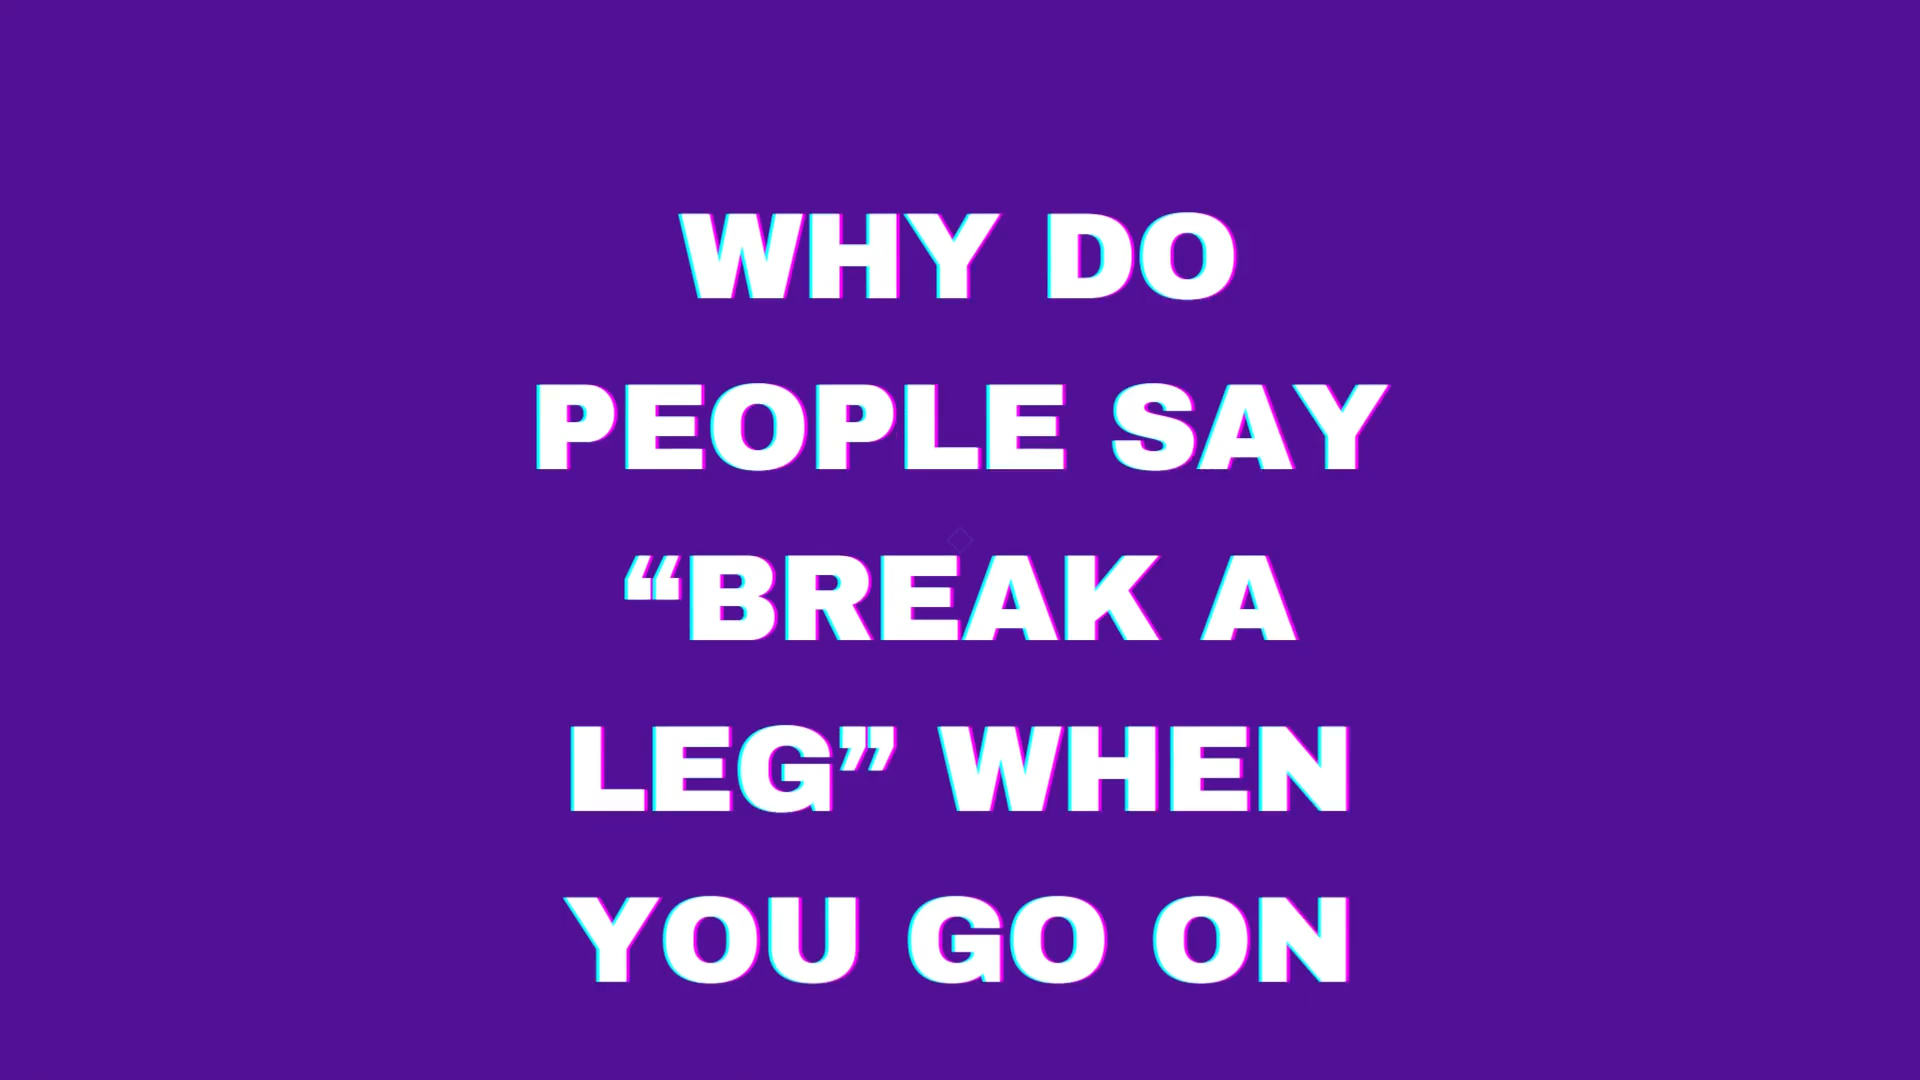 WHY DO
PEOPLE SAY
“BREAK A
LEG” WHEN
YOU GO ON